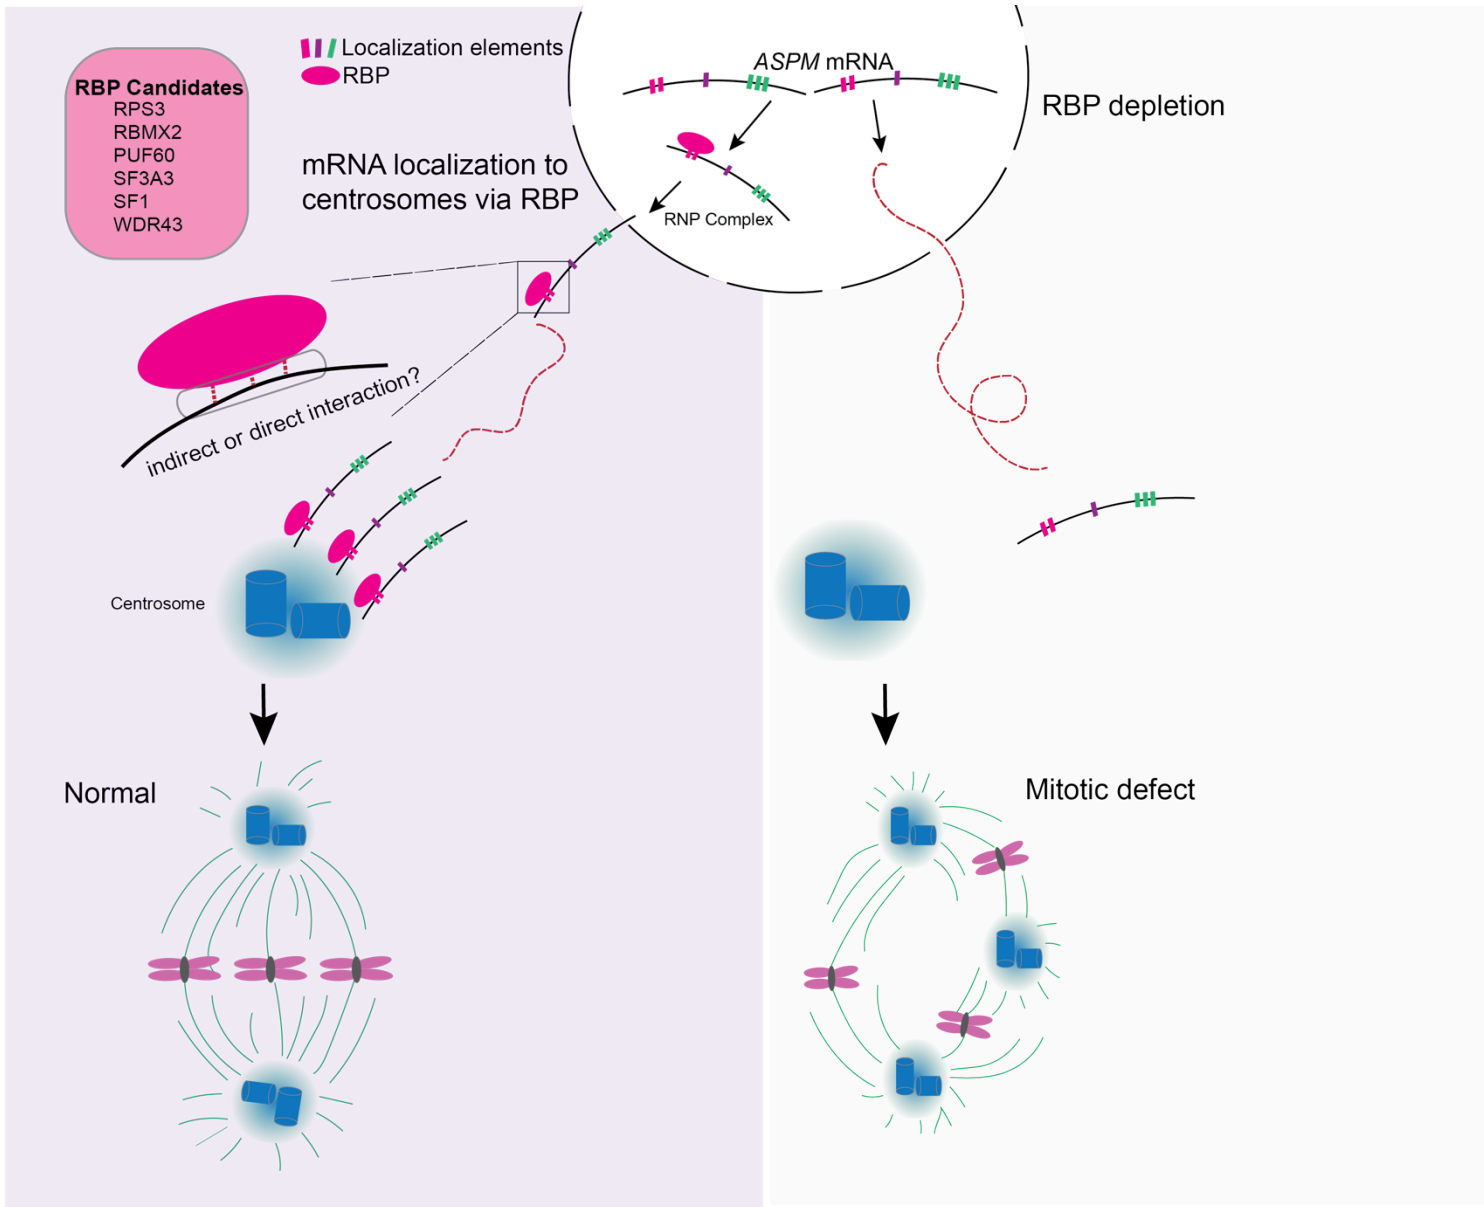 Localization elements
RBP
RBP Candidates
RPS3
RBMX2
PUF60
SF3A3
SF1
WDR43
mRNA localization to
centrosomes via RBP
ASPM mRNA
RNP Complex
RBP depletion
indirect or direct interaction?
Centrosome
Normal
Mitotic defect